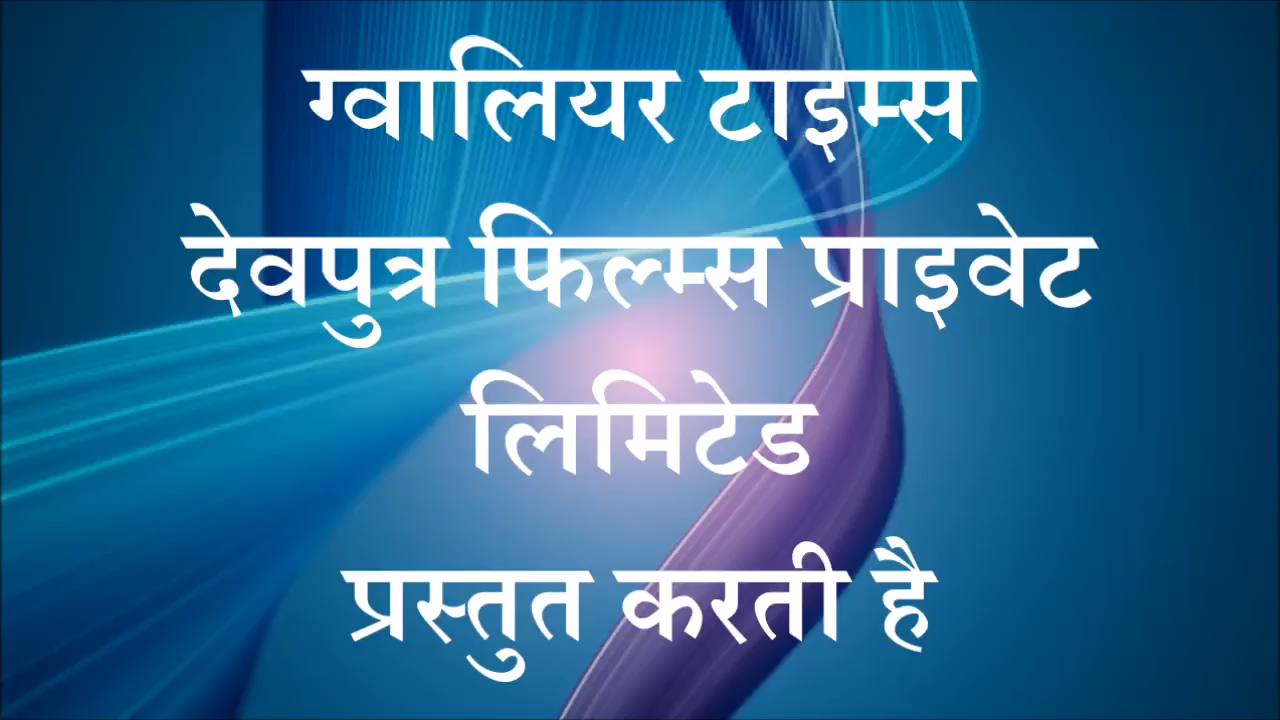 ग्वालियर टाइम्स
देवपुत्र फिल्म्स प्राइवेट
लिमिटेड
प्रस्तुत करती है